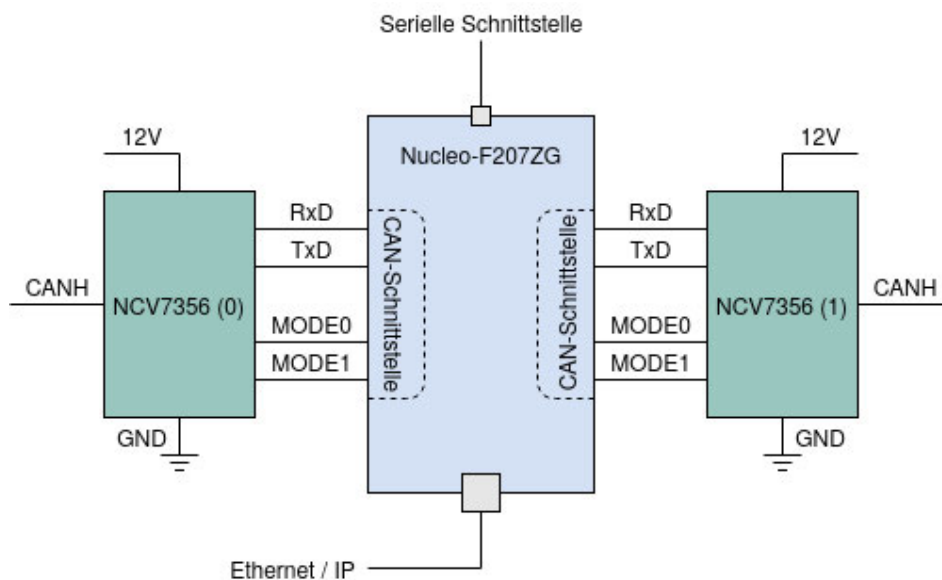 Serielle Schnittstelle
12V
Nucleo-F207ZG
12V
RxD
RxD
TxD
TxD
CAN-Schnittstelle
CAN-Schnittstelle
CANH
NCV7356 (0)
NCV7356 (1)
CANH
MODE0
MODE0
MODE1
MODE1
GND
GND
Ethernet / IP